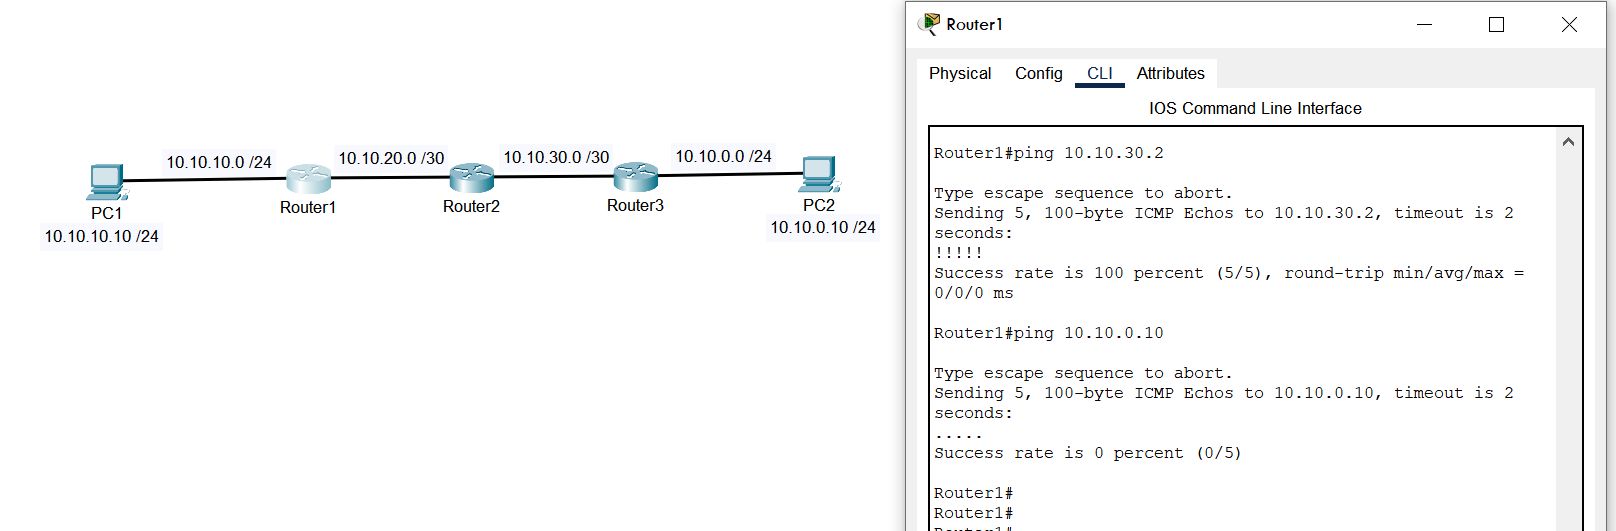 10.10.10.0 /24
10.10.20.0 /30
10.10.30.0 /30
10.10.0.0 /24
PC1
Router1
Router2
Router3
PC2
10.10.10.10 /24
10.10.0.10 /24
Router1
Physical Config CLI Attributes
IOS Command Line Interface
Router1#ping 10.10.30.2
Type escape sequence to abort.
Sending 5, 100-byte ICMP Echos to 10.10.30.2, timeout is 2
seconds:
!!!!!
Success rate is 100 percent (5/5), round-trip min/avg/max =
0/0/0 ms
Router1#ping 10.10.0.10
Type escape sequence to abort.
Sending 5, 100-byte ICMP Echos to 10.10.0.10, timeout is 2
seconds:
.....
Success rate is 0 percent (0/5)
Router1#
Router1#
Router1#